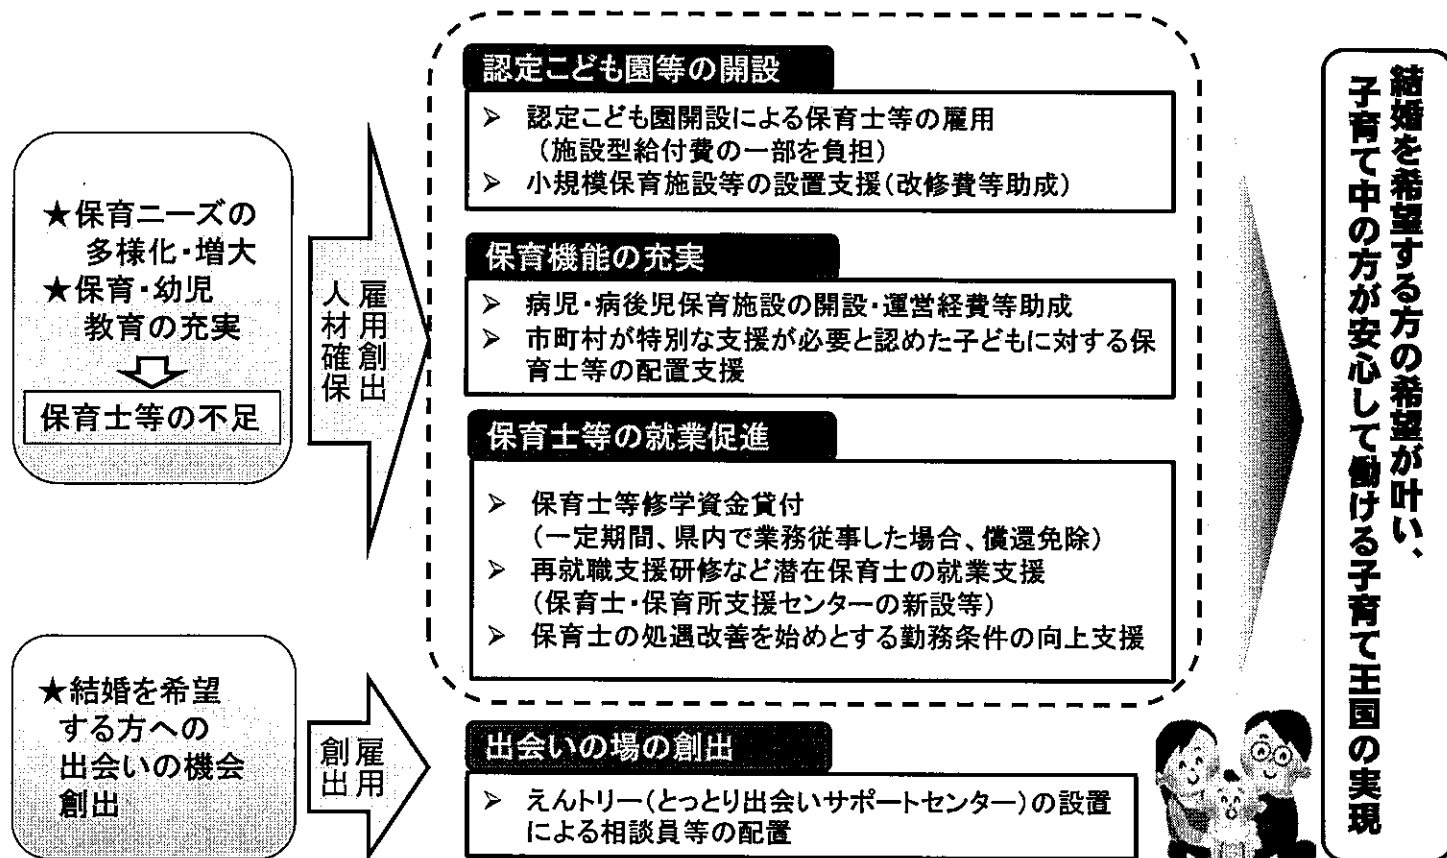 ★保育ニーズの
多様化・増大
★保育・幼児
教育の充実
保育士等の不足
雇用創出
人材確保
認定こども園等の開設
➢ 認定こども園開設による保育士等の雇用
（施設型給付費の一部を負担）
➢ 小規模保育施設等の設置支援（改修費等助成）
保育機能の充実
➢ 病児・病後児保育施設の開設・運営経費等助成
➢ 市町村が特別な支援が必要と認めた子どもに対する保
育士等の配置支援
保育士等の就業促進
➢ 保育士等修学資金貸付
（一定期間、県内で業務従事した場合、償還免除）
➢ 再就職支援研修など潜在保育士の就業支援
（保育士・保育所支援センターの新設等）
➢ 保育士の処遇改善を始めとする勤務条件の向上支援
★結婚を希望
する方への
出会いの機会
創出
雇用
創出
出会いの場の創出
➢ えんトリー（とっとり出会いサポートセンター）の設置
による相談員等の配置
結婚を希望する方の希望が叶い、
子育て中の方が安心して働ける子育て王国の実現